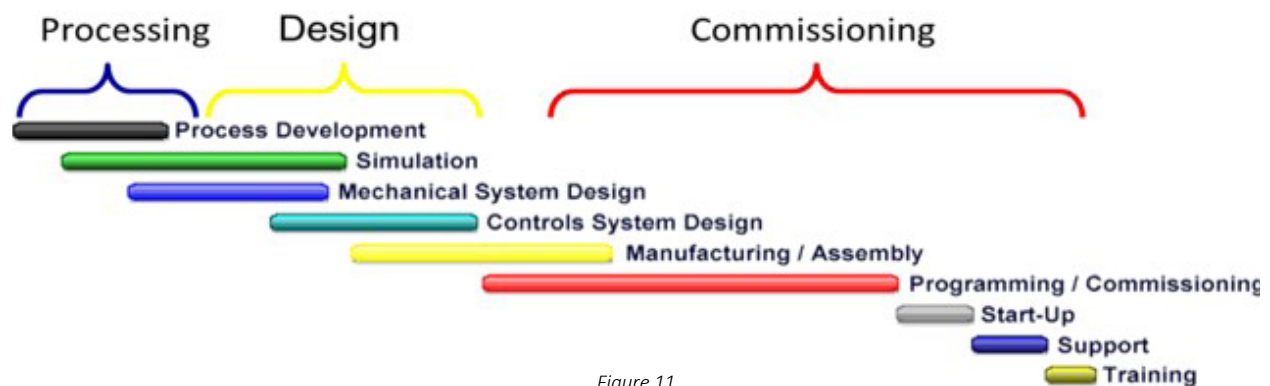 Processing Design Commissioning
Process Development
Simulation
Mechanical System Design
Controls System Design
Manufacturing / Assembly
Programming / Commissioning
Start-Up
Support
Training
Figure 11